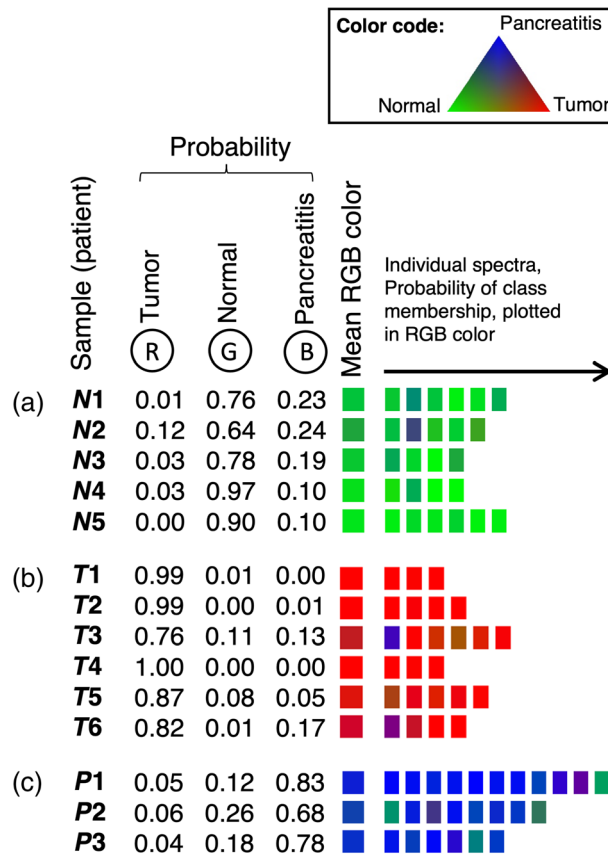 Color code:
Pancreatitis
Normal
Tumor
Probability
Sample (patient)
Tumor
Normal
Pancreatitis
Mean RGB color
Individual spectra,
Probability of class
membership, plotted
in RGB color
R G B
(a) N1 0.01 0.76 0.23
N2 0.12 0.64 0.24
N3 0.03 0.78 0.19
N4 0.03 0.97 0.10
N5 0.00 0.90 0.10
(b) T1 0.99 0.01 0.00
T2 0.99 0.00 0.01
T3 0.76 0.11 0.13
T4 1.00 0.00 0.00
T5 0.87 0.08 0.05
T6 0.82 0.01 0.17
(c) P1 0.05 0.12 0.83
P2 0.06 0.26 0.68
P3 0.04 0.18 0.78